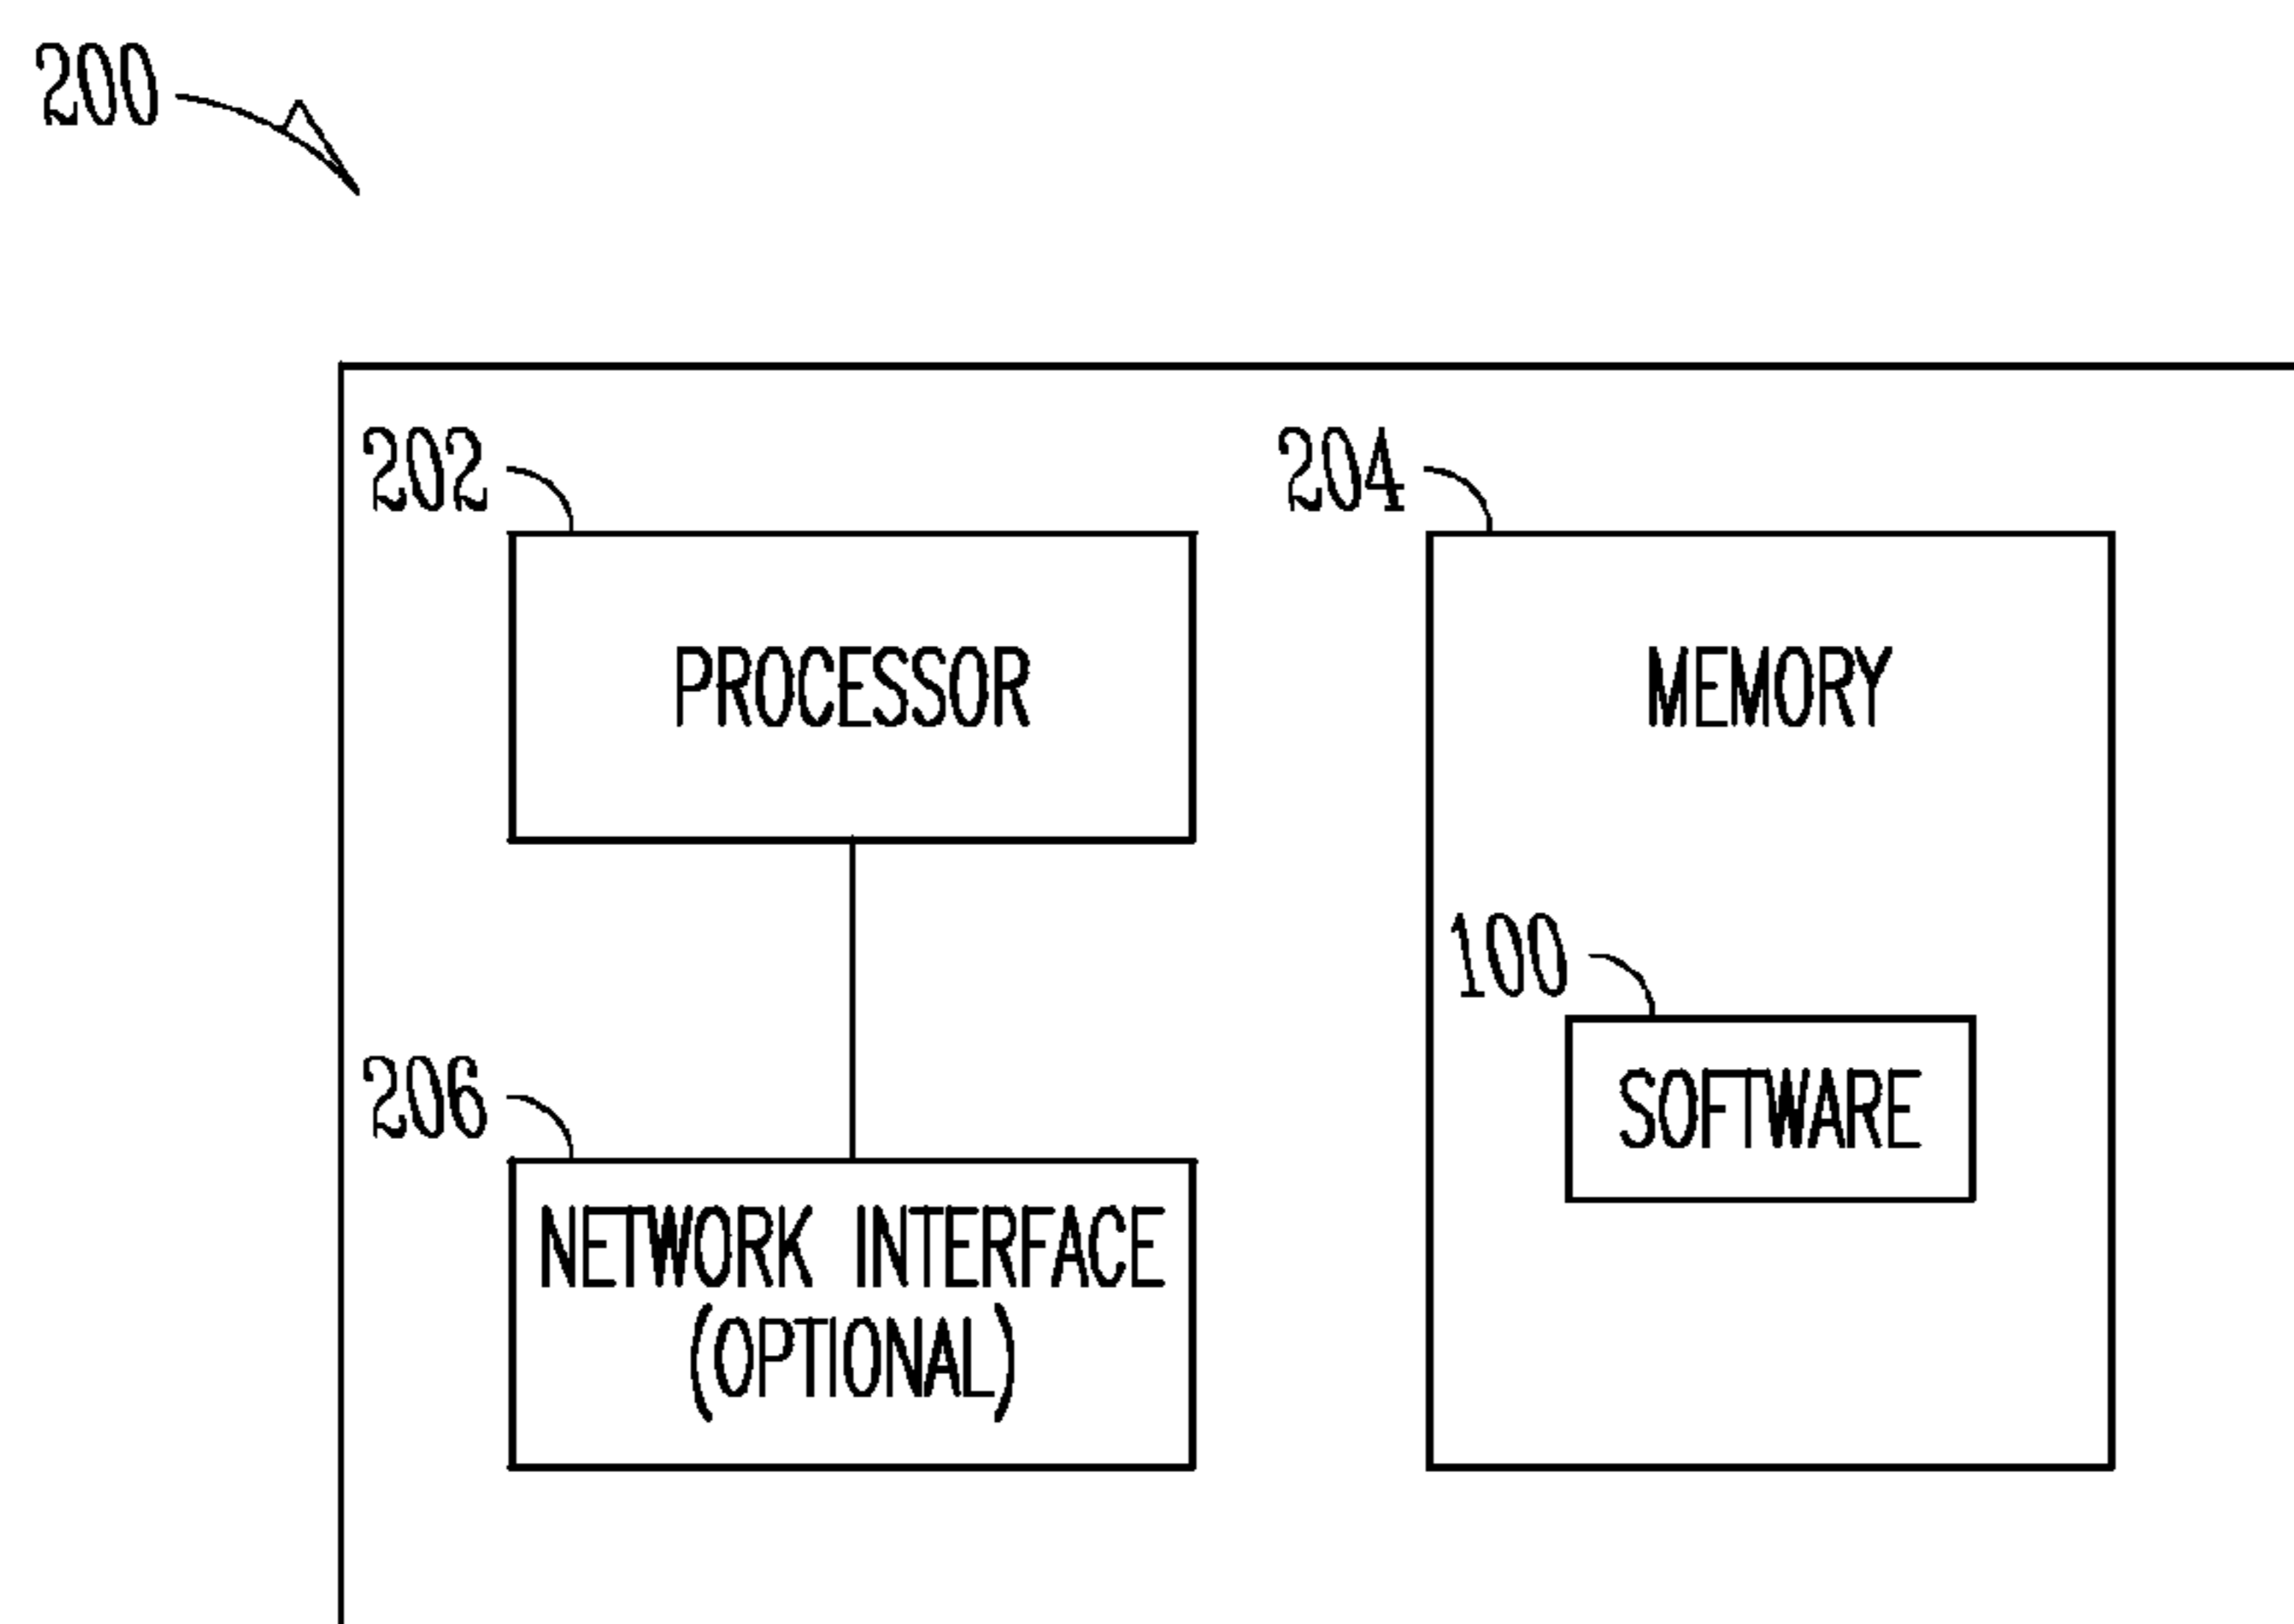 200
202
204
PROCESSOR
MEMORY
100
206
SOFTWARE
NETWORK INTERFACE
(OPTIONAL)